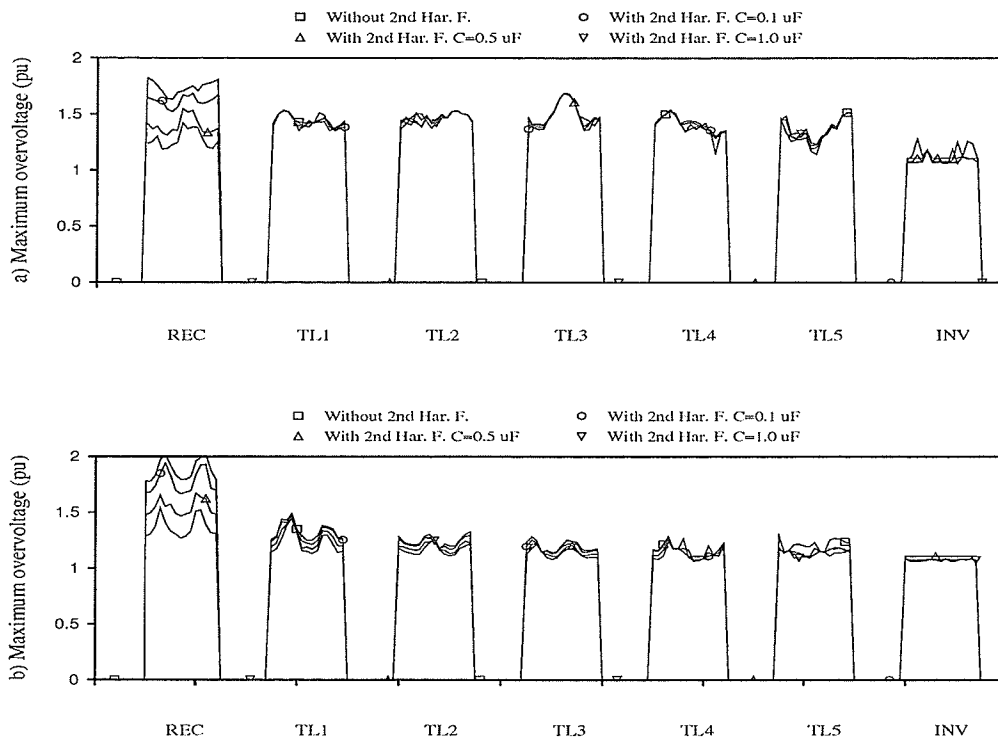 Without 2nd Har. F.
With 2nd Har. F. C=0.1 uF
With 2nd Har. F. C=0.5 uF
With 2nd Har. F. C=1.0 uF
a) Maximum overvoltage (pu)
2
1.5
1
0.5
0
REC TL1 TL2 TL3 TL4 TL5 INV
Without 2nd Har. F.
With 2nd Har. F. C=0.1 uF
With 2nd Har. F. C=0.5 uF
With 2nd Har. F. C=1.0 uF
b) Maximum overvoltage (pu)
2
1.5
1
0.5
0
REC TL1 TL2 TL3 TL4 TL5 INV